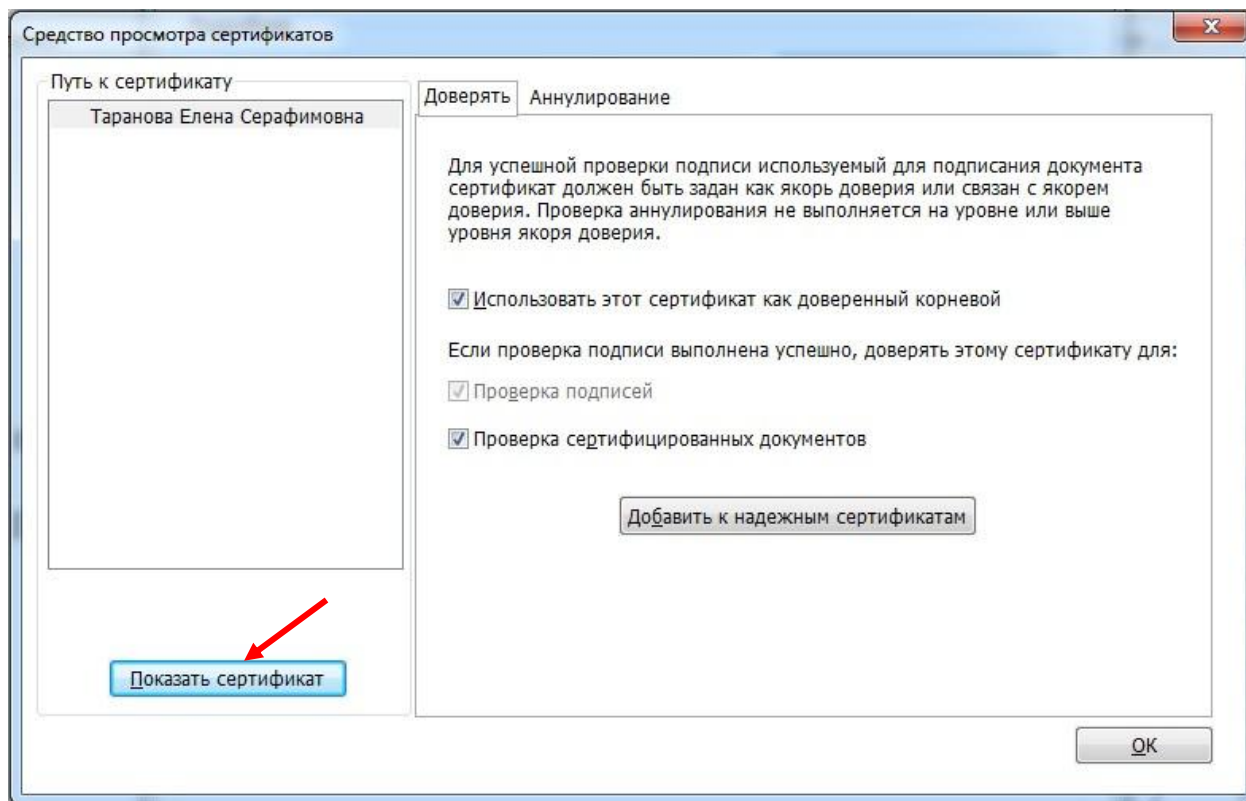 Средство просмотра сертификатов
Путь к сертификату
Таранова Елена Серафимовна
Показать сертификат
Доверять Аннулирование
Для успешной проверки подписи используемый для подписания документа
сертификат должен быть задан как якорь доверия или связан с якорем
доверия. Проверка аннулирования не выполняется на уровне или выше
уровня якоря доверия.
Использовать этот сертификат как доверенный корневой
Если проверка подписи выполнена успешно, доверять этому сертификату для:
Проверка подписей
Проверка сертифицированных документов
Добавить к надежным сертификатам
OK